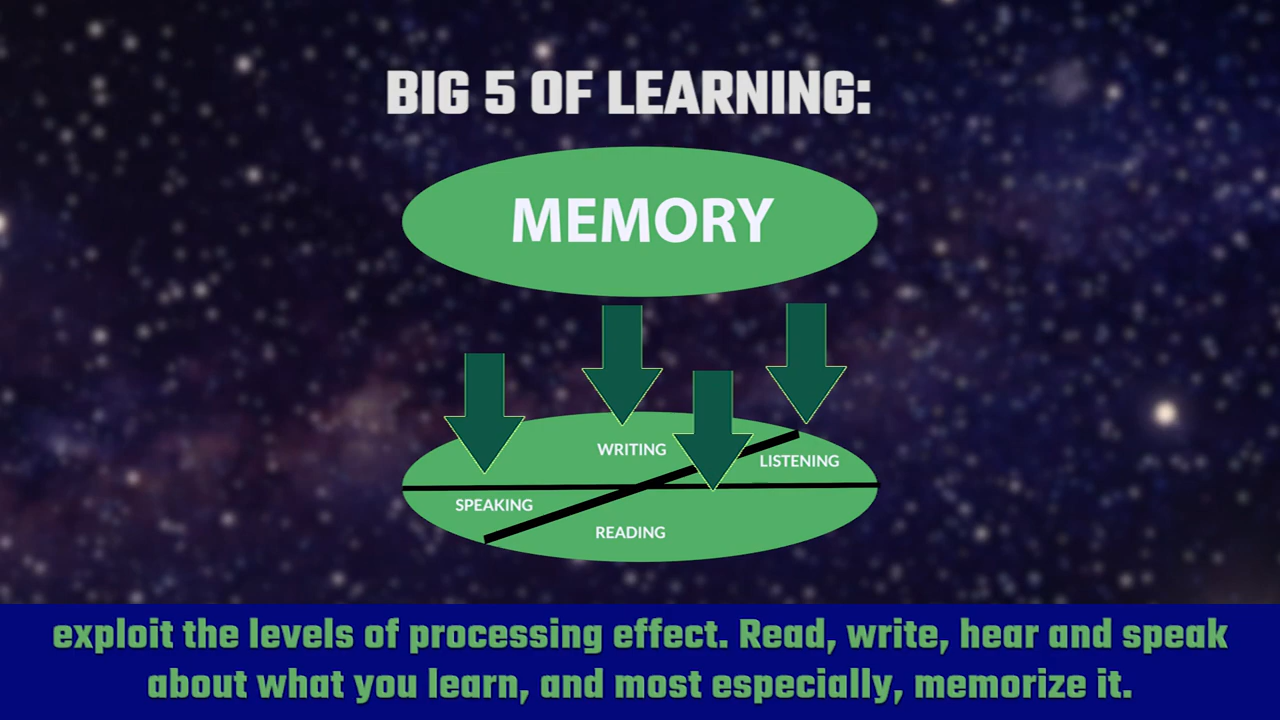 BIG 5 OF LEARNING:
MEMORY
WRITING
LISTENING
SPEAKING
READING
exploit the levels of processing effect. Read, write, hear and speak
about what you learn, and most especially, memorize it.